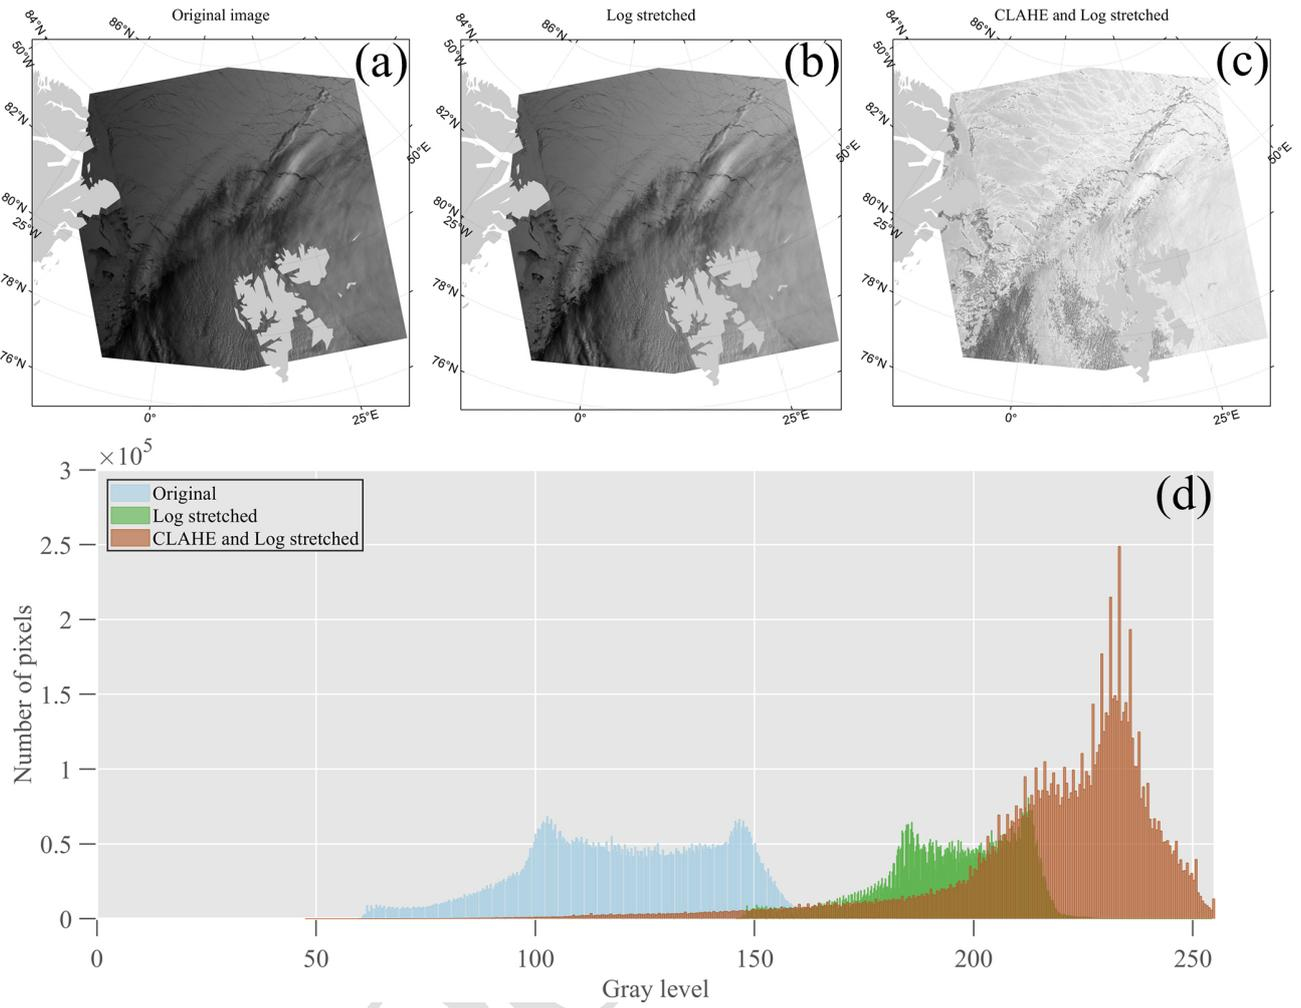 Original image
84°N
86°N
50°W
82°N
80°N
25°W
78°N
76°N
0°
25°E
50°E
(a)
Log stretched
84°N
86°N
50°W
82°N
80°N
25°W
78°N
76°N
0°
25°E
50°E
(b)
CLAHE and Log stretched
84°N
86°N
50°W
82°N
80°N
25°W
78°N
76°N
0°
25°E
50°E
(c)
×10⁵
3
2.5
2
1.5
1
0.5
0
Number of pixels
Original
Log stretched
CLAHE and Log stretched
(d)
0 50 100 150 200 250
Gray level